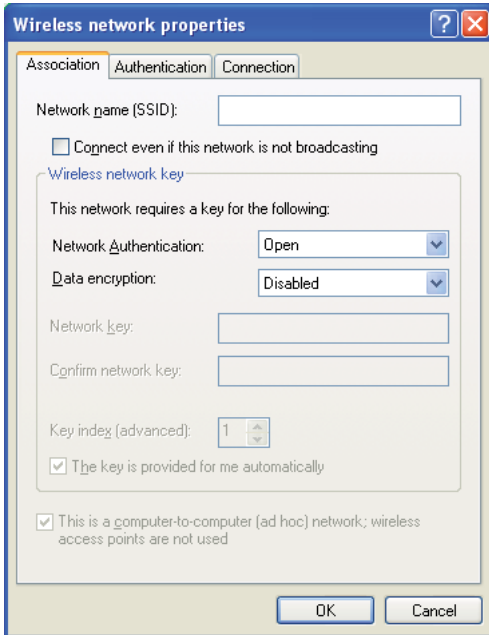 Wireless network properties
Association Authentication Connection
Network name (SSID):
Connect even if this network is not broadcasting
Wireless network key
This network requires a key for the following:
Network Authentication: Open
Data encryption: Disabled
Network key:
Confirm network key:
Key index (advanced): 1
The key is provided for me automatically
This is a computer-to-computer (ad hoc) network; wireless
access points are not used
OK Cancel